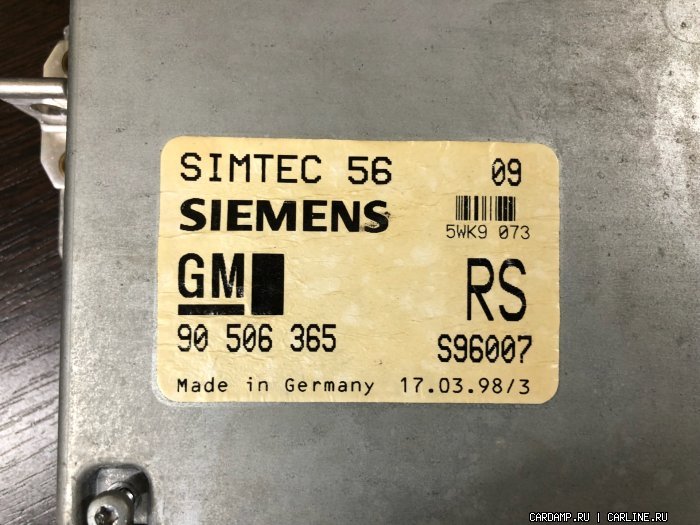 SIMTEC 56 09
SIEMENS
5WK9 073
GM RS
90 506 365 S96007
Made in Germany 17.03.98/3
CARDAMP.RU | CARLINE.RU